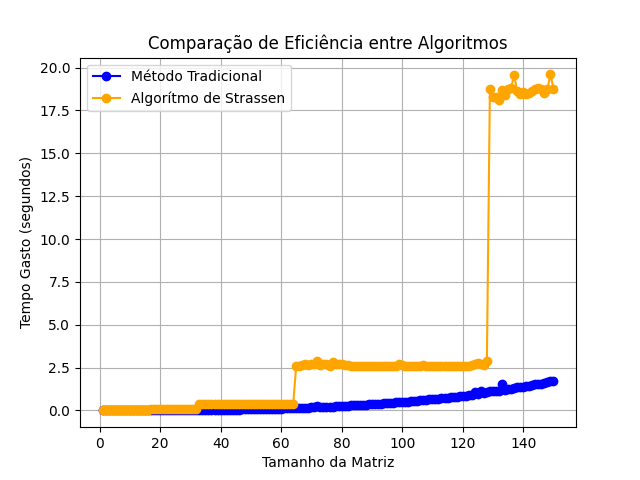 Comparação de Eficiência entre Algoritmos
Método Tradicional
Algorítmo de Strassen
20.0
17.5
15.0
12.5
10.0
7.5
5.0
2.5
0.0
Tempo Gasto (segundos)
0 20 40 60 80 100 120 140
Tamanho da Matriz